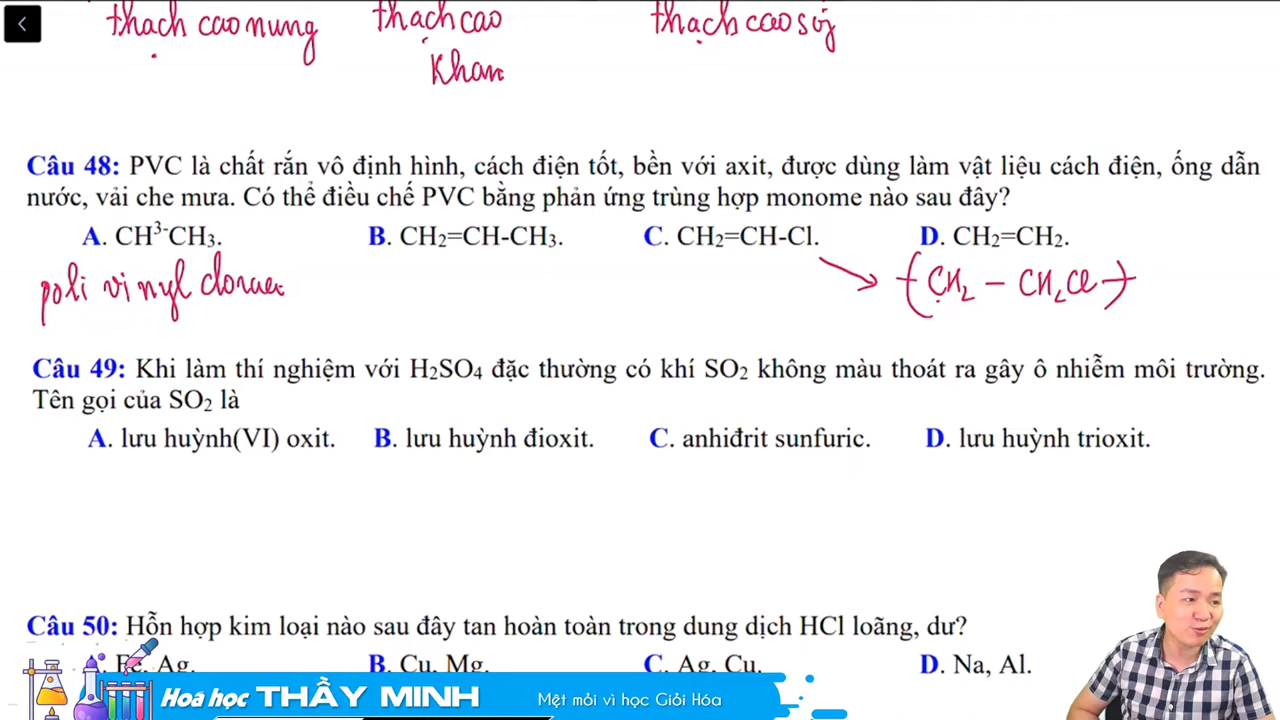 thạch cao nung thạch cao thạch cao sống
Khan
Câu 48: PVC là chất rắn vô định hình, cách điện tốt, bền với axit, được dùng làm vật liệu cách điện, ống dẫn
nước, vải che mưa. Có thể điều chế PVC bằng phản ứng trùng hợp monome nào sau đây?
A. CH³⁻CH₃. B. CH₂=CH-CH₃. C. CH₂=CH-Cl. D. CH₂=CH₂.
poli vinyl (CH₂ – CH₂Cl)
Câu 49: Khi làm thí nghiệm với H₂SO₄ đặc thường có khí SO₂ không màu thoát ra gây ô nhiễm môi trường.
Tên gọi của SO₂ là
A. lưu huỳnh(VI) oxit. B. lưu huỳnh đioxit. C. anhiđrit sunfuric. D. lưu huỳnh trioxit.
Câu 50: Hỗn hợp kim loại nào sau đây tan hoàn toàn trong dung dịch HCl loãng, dư?
A. Fe, Ag. B. Cu, Mg. C. Ag, Cu. D. Na, Al.
Hoá học THẦY MINH Mệt mỏi vì học Giỏi Hóa